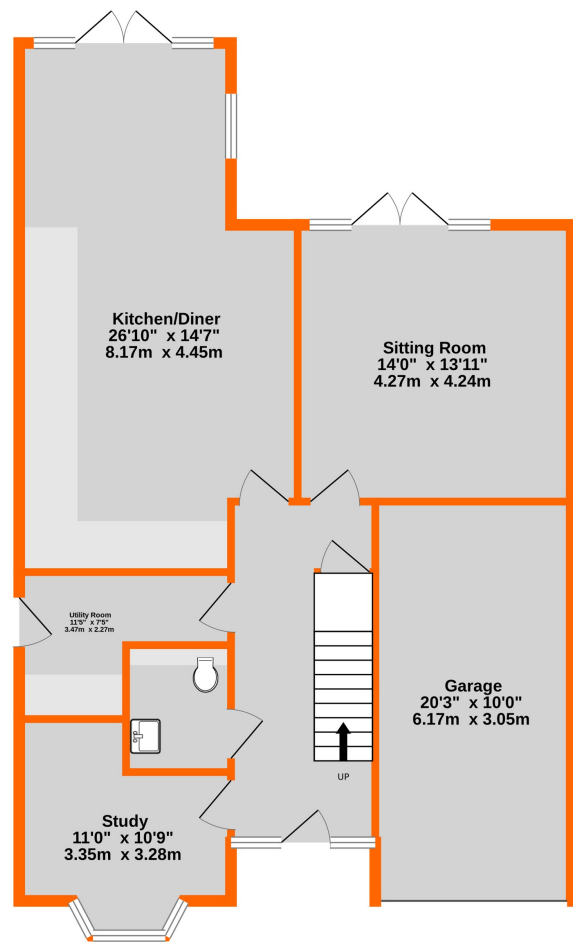 Kitchen/Diner
26'10" x 14'7"
8.17m x 4.45m
Sitting Room
14'0" x 13'11"
4.27m x 4.24m
Utility Room
11'5" x 7'5"
3.47m x 2.27m
Garage
20'3" x 10'0"
6.17m x 3.05m
UP
Study
11'0" x 10'9"
3.35m x 3.28m